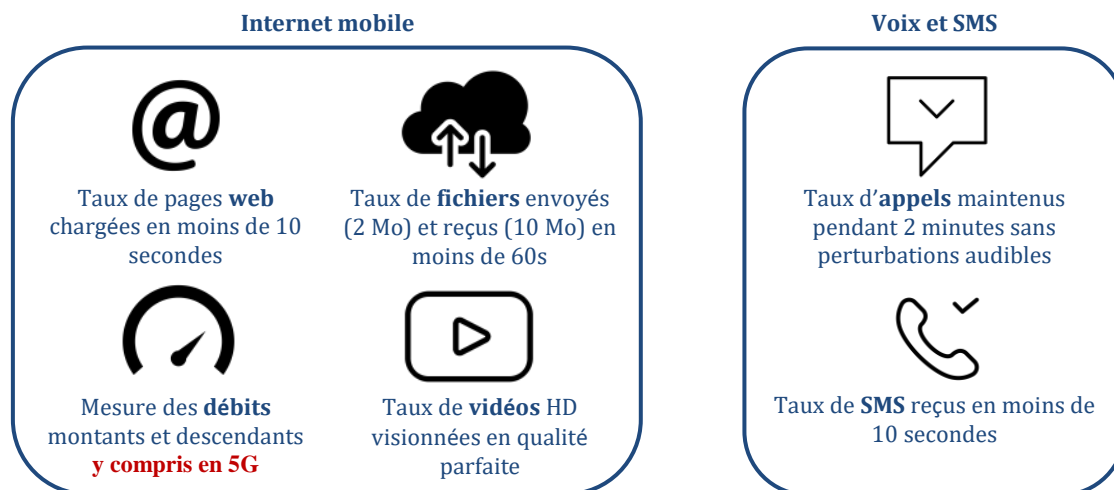 Internet mobile
Taux de pages web
chargées en moins de 10
secondes
Taux de fichiers envoyés
(2 Mo) et reçus (10 Mo) en
moins de 60s
Mesure des débits
montants et descendants
y compris en 5G
Taux de vidéos HD
visionnées en qualité
parfaite
Voix et SMS
Taux d'appels maintenus
pendant 2 minutes sans
perturbations audibles
Taux de SMS reçus en moins de
10 secondes